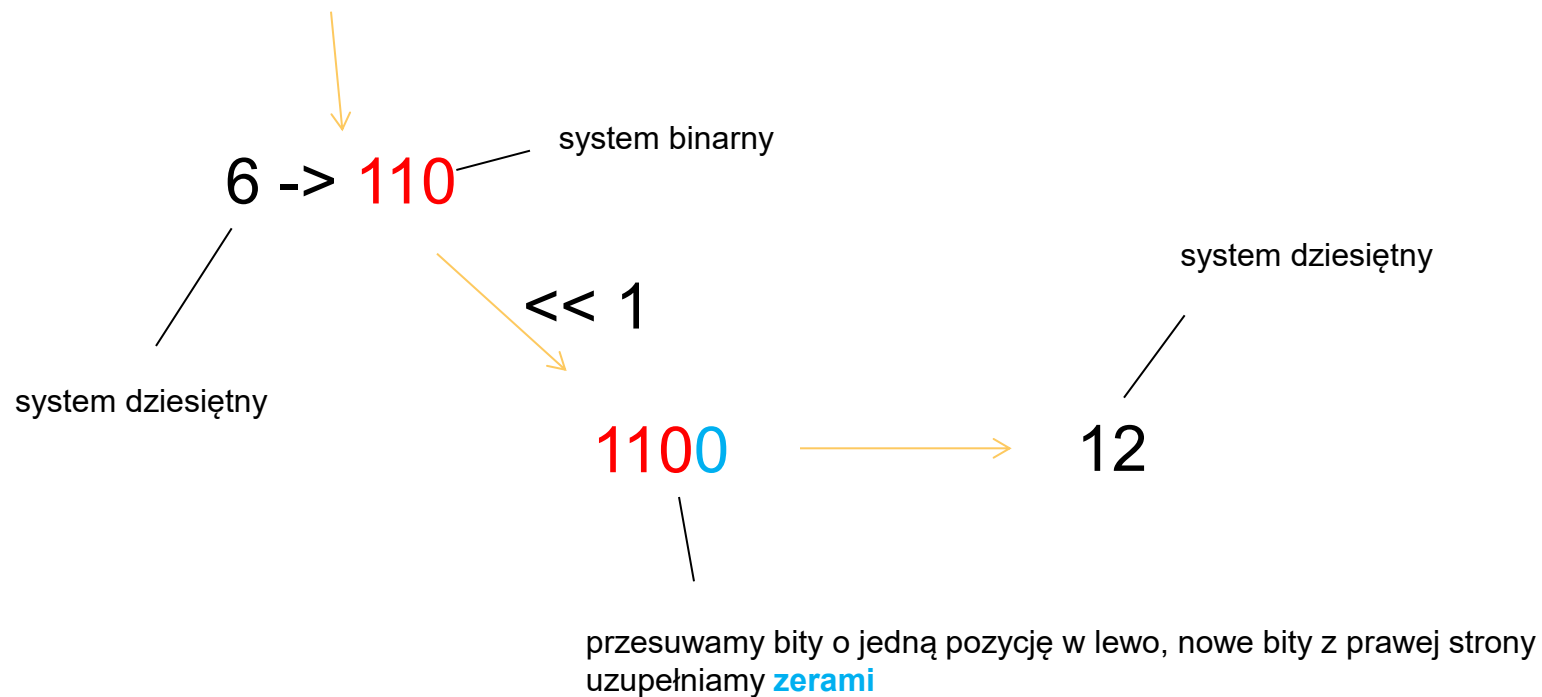 system binarny
6 -> 110
system dziesiętny
<< 1
system dziesiętny
1100
12
przesuwamy bity o jedną pozycję w lewo, nowe bity z prawej strony
uzupełniamy zerami